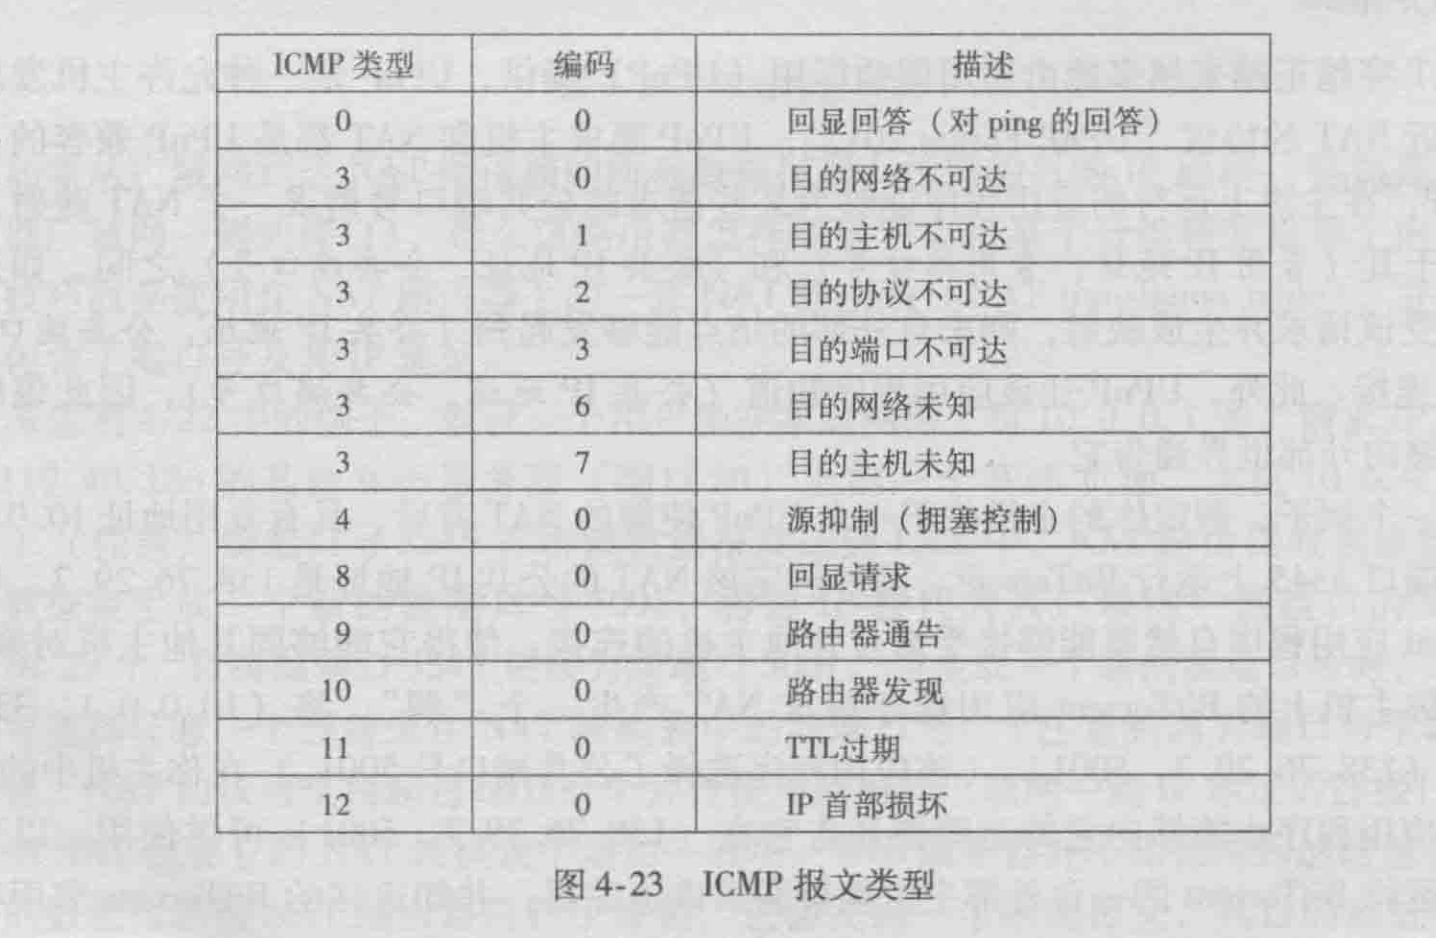 ICMP 类型 编码 描述
0 0 回显回答（对 ping 的回答）
3 0 目的网络不可达
3 1 目的主机不可达
3 2 目的协议不可达
3 3 目的端口不可达
3 6 目的网络未知
3 7 目的主机未知
4 0 源抑制（拥塞控制）
8 0 回显请求
9 0 路由器通告
10 0 路由器发现
11 0 TTL过期
12 0 IP 首部损坏
图 4-23 ICMP 报文类型